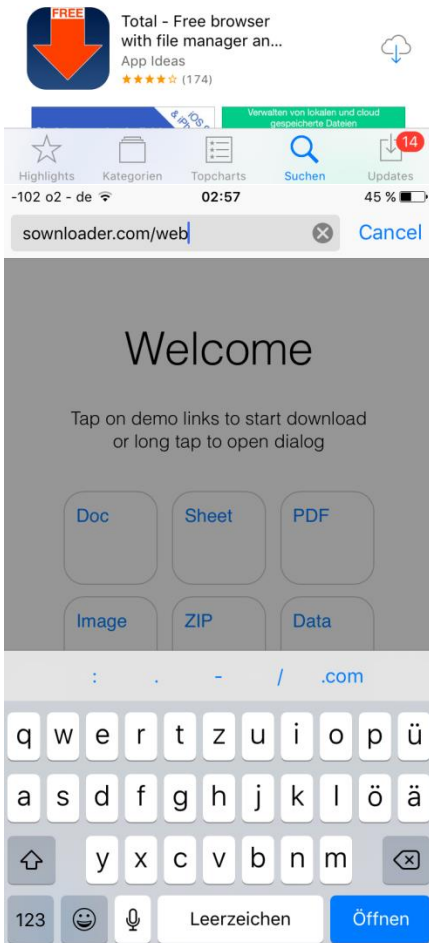 FREE
Total - Free browser
with file manager an...
App Ideas
(174)
& iPh
iOS
Verwalten von lokalen und cloud
gespeicherte Dateien
Highlights Kategorien Topcharts Suchen Updates
14
-102 o2 - de 02:57 45 %
sownloader.com/web Cancel
Welcome
Tap on demo links to start download
or long tap to open dialog
Doc Sheet PDF
Image ZIP Data
: . - / .com
q w e r t z u i o p ü
a s d f g h j k l ö ä
y x c v b n m
123 Leerzeichen Öffnen